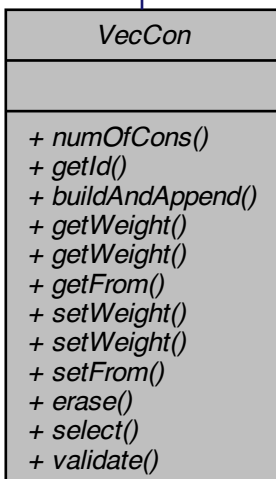 VecCon
+ numOfCons()
+ getId()
+ buildAndAppend()
+ getWeight()
+ getWeight()
+ getFrom()
+ setWeight()
+ setWeight()
+ setFrom()
+ erase()
+ select()
+ validate()